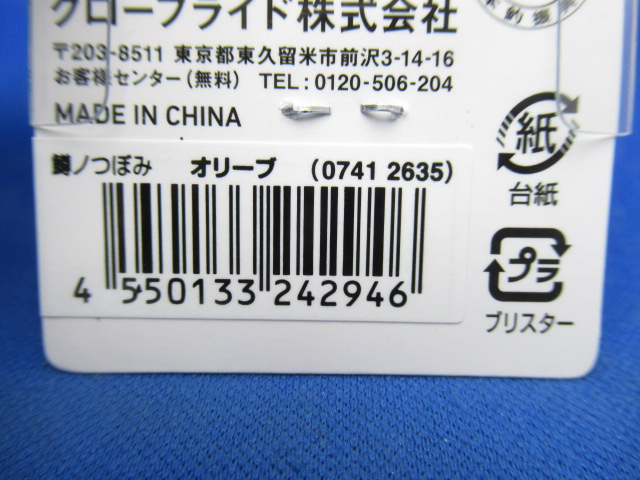 グローブライド株式会社
〒203-8511 東京都東久留米市前沢3-14-16
お客様センター（無料） TEL：0120-506-204
MADE IN CHINA
鱒ノつぼみ オリーブ （0741 2635）
4 550133 242946
紙
台紙
プラ
ブリスター